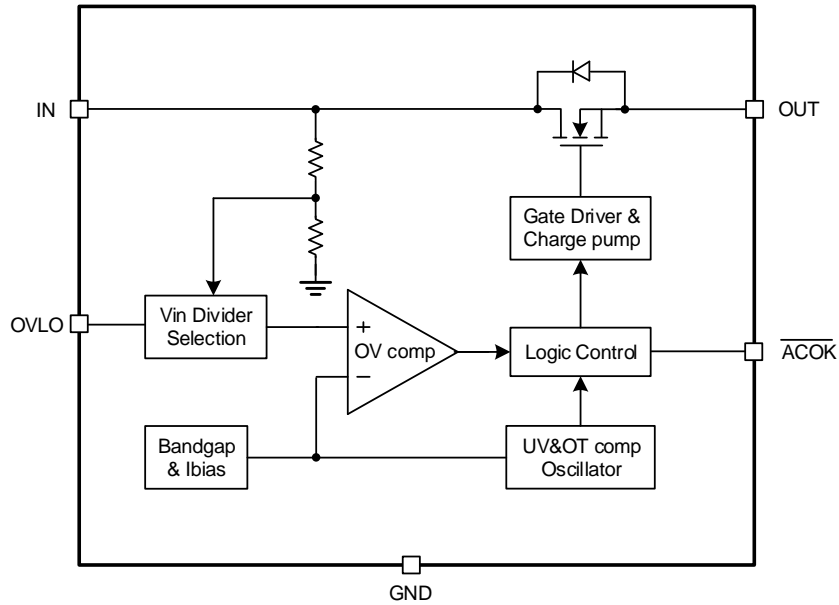 IN
OUT
Gate Driver &
Charge pump
OVLO
Vin Divider
Selection
+
OV comp
−
Logic Control
ACOK
Bandgap
& Ibias
UV&OT comp
Oscillator
GND